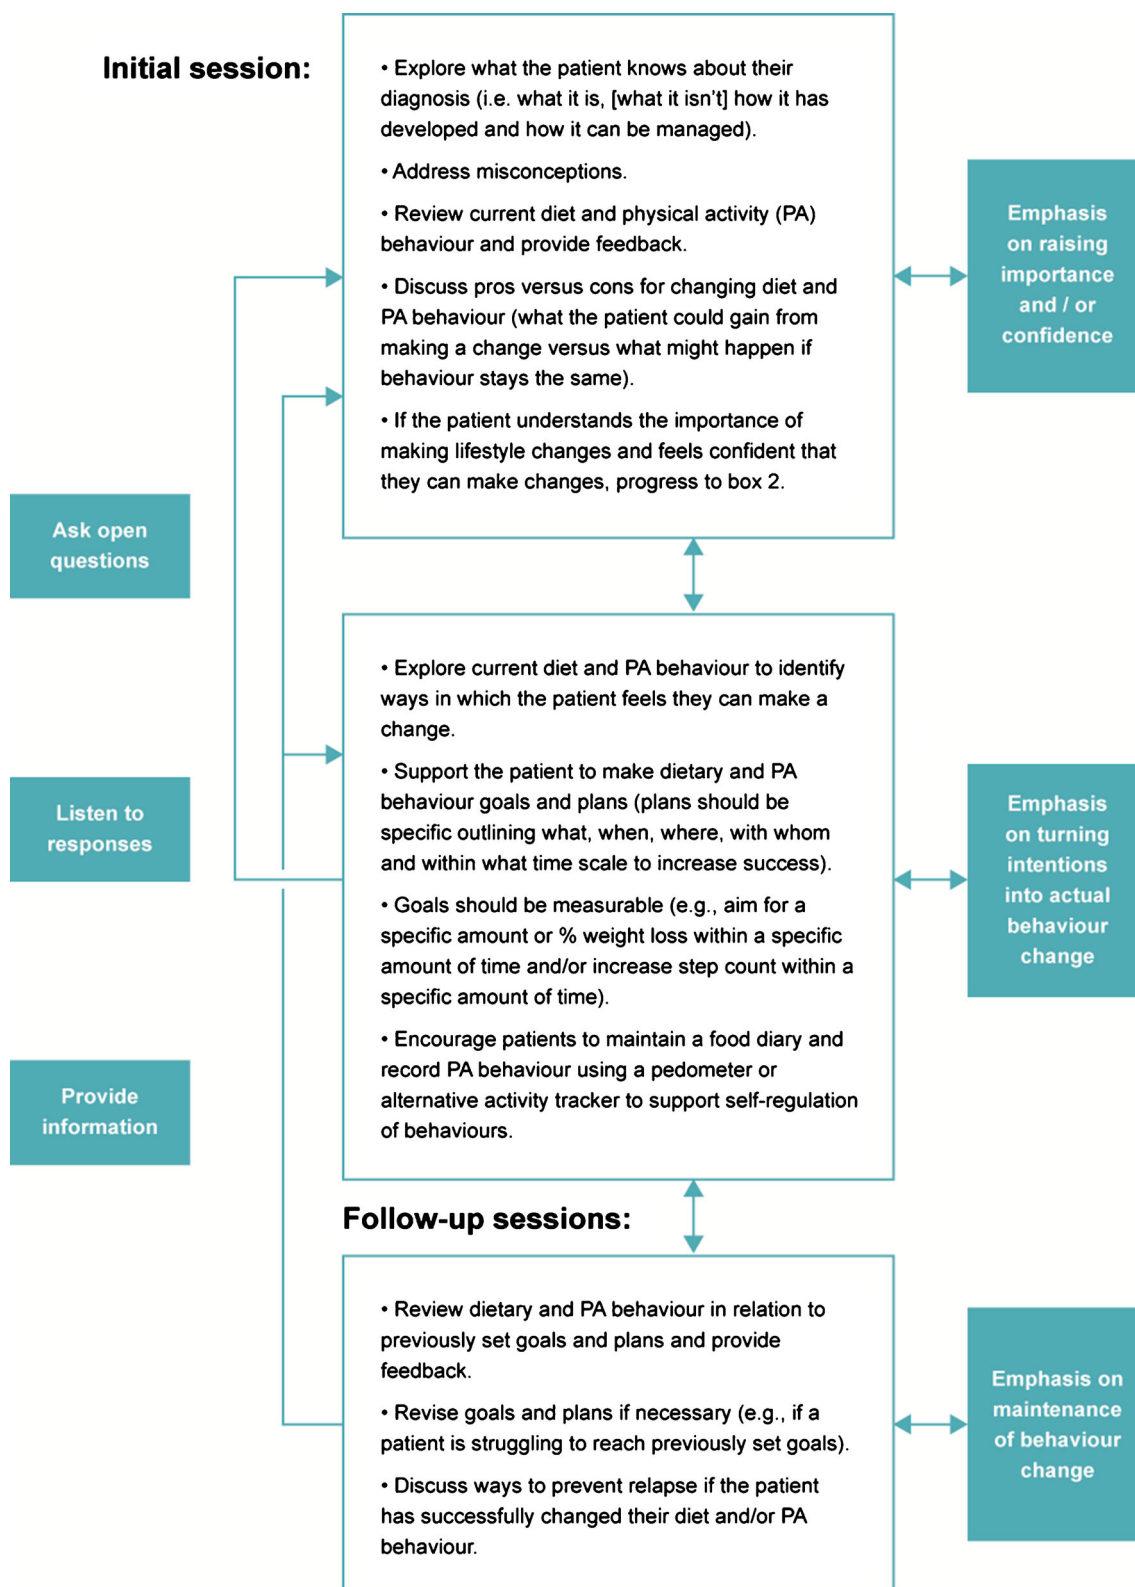 Initial session:
• Explore what the patient knows about their
diagnosis (i.e. what it is, [what it isn't] how it has
developed and how it can be managed).
• Address misconceptions.
• Review current diet and physical activity (PA)
behaviour and provide feedback.
• Discuss pros versus cons for changing diet and
PA behaviour (what the patient could gain from
making a change versus what might happen if
behaviour stays the same).
• If the patient understands the importance of
making lifestyle changes and feels confident that
they can make changes, progress to box 2.
Emphasis
on raising
importance
and / or
confidence
Ask open
questions
Listen to
responses
Provide
information
• Explore current diet and PA behaviour to identify
ways in which the patient feels they can make a
change.
• Support the patient to make dietary and PA
behaviour goals and plans (plans should be
specific outlining what, when, where, with whom
and within what time scale to increase success).
• Goals should be measurable (e.g., aim for a
specific amount or % weight loss within a specific
amount of time and/or increase step count within a
specific amount of time).
• Encourage patients to maintain a food diary and
record PA behaviour using a pedometer or
alternative activity tracker to support self-regulation
of behaviours.
Emphasis
on turning
intentions
into actual
behaviour
change
Follow-up sessions:
• Review dietary and PA behaviour in relation to
previously set goals and plans and provide
feedback.
• Revise goals and plans if necessary (e.g., if a
patient is struggling to reach previously set goals).
• Discuss ways to prevent relapse if the patient
has successfully changed their diet and/or PA
behaviour.
Emphasis on
maintenance
of behaviour
change